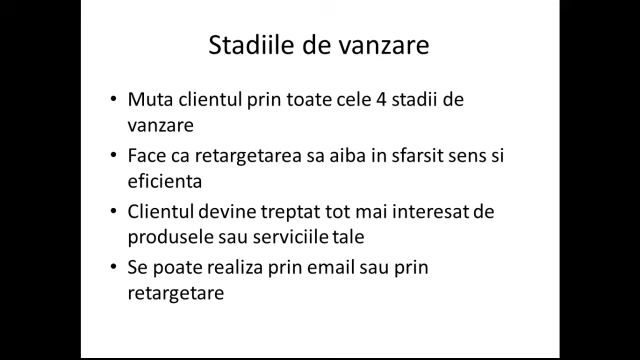 Stadiile de vanzare
• Muta clientul prin toate cele 4 stadii de
vanzare
• Face ca retargetarea sa aiba in sfarsit sens si
eficienta
• Clientul devine treptat tot mai interesat de
produsele sau serviciile tale
• Se poate realiza prin email sau prin
retargetare